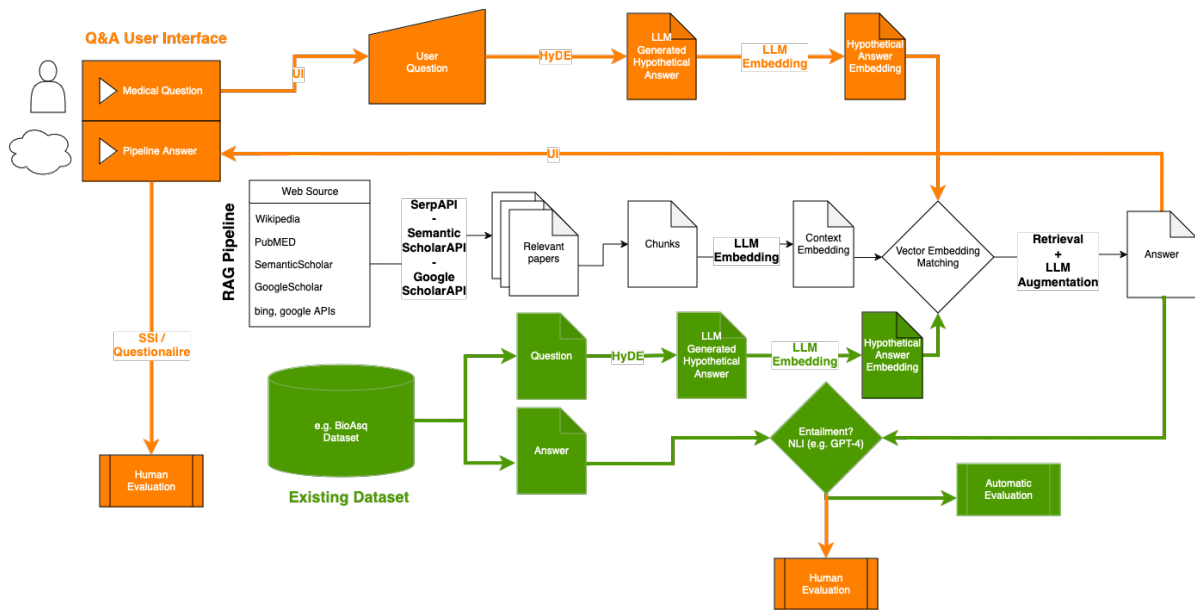 Q&A User Interface
Medical Question
Pipeline Answer
UI
User
Question
HyDE
LLM
Generated
Hypothetical
Answer
LLM
Embedding
Hypothetical
Answer
Embedding
UI
RAG Pipeline
Web Source
Wikipedia
PubMED
SemanticScholar
GoogleScholar
bing, google APIs
SerpAPI
-
Semantic
ScholarAPI
-
Google
ScholarAPI
Relevant
papers
Chunks
LLM
Embedding
Context
Embedding
Vector Embedding
Matching
Retrieval
+
LLM
Augmentation
Answer
SSI /
Questionaiire
Human
Evaluation
e.g. BioAsq
Dataset
Existing Dataset
Question
HyDE
LLM
Generated
Hypothetical
Answer
LLM
Embedding
Hypothetical
Answer
Embedding
Answer
Entailment?
NLI (e.g. GPT-4)
Automatic
Evaluation
Human
Evaluation